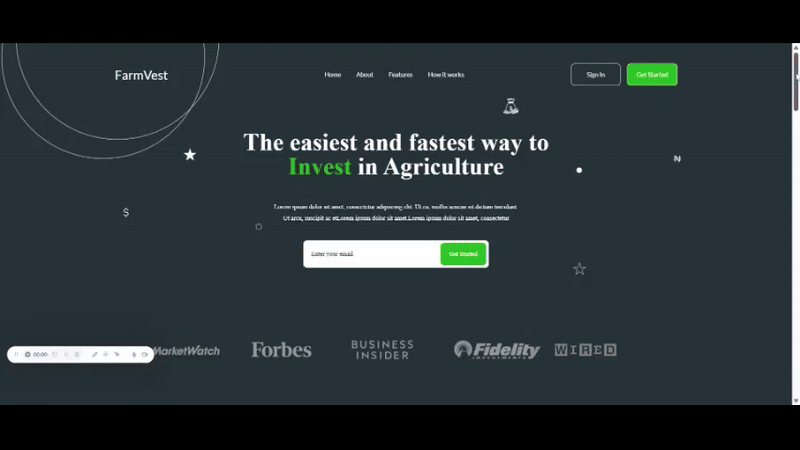 FarmVest
Home About Features How it works
Sign In Get Started
The easiest and fastest way to
Invest in Agriculture
$
₦
Lorem ipsum dolor sit amet, consectetur adipiscing elit. Ut eu, mollis aenean et dictum tincidunt
Ut arcu, suscipit ac etLorem ipsum dolor sit amet.Lorem ipsum dolor sit amet, consectetur
Enter your email Get Started
00:00
MarketWatch Forbes BUSINESS INSIDER Fidelity INVESTMENTS WIRED